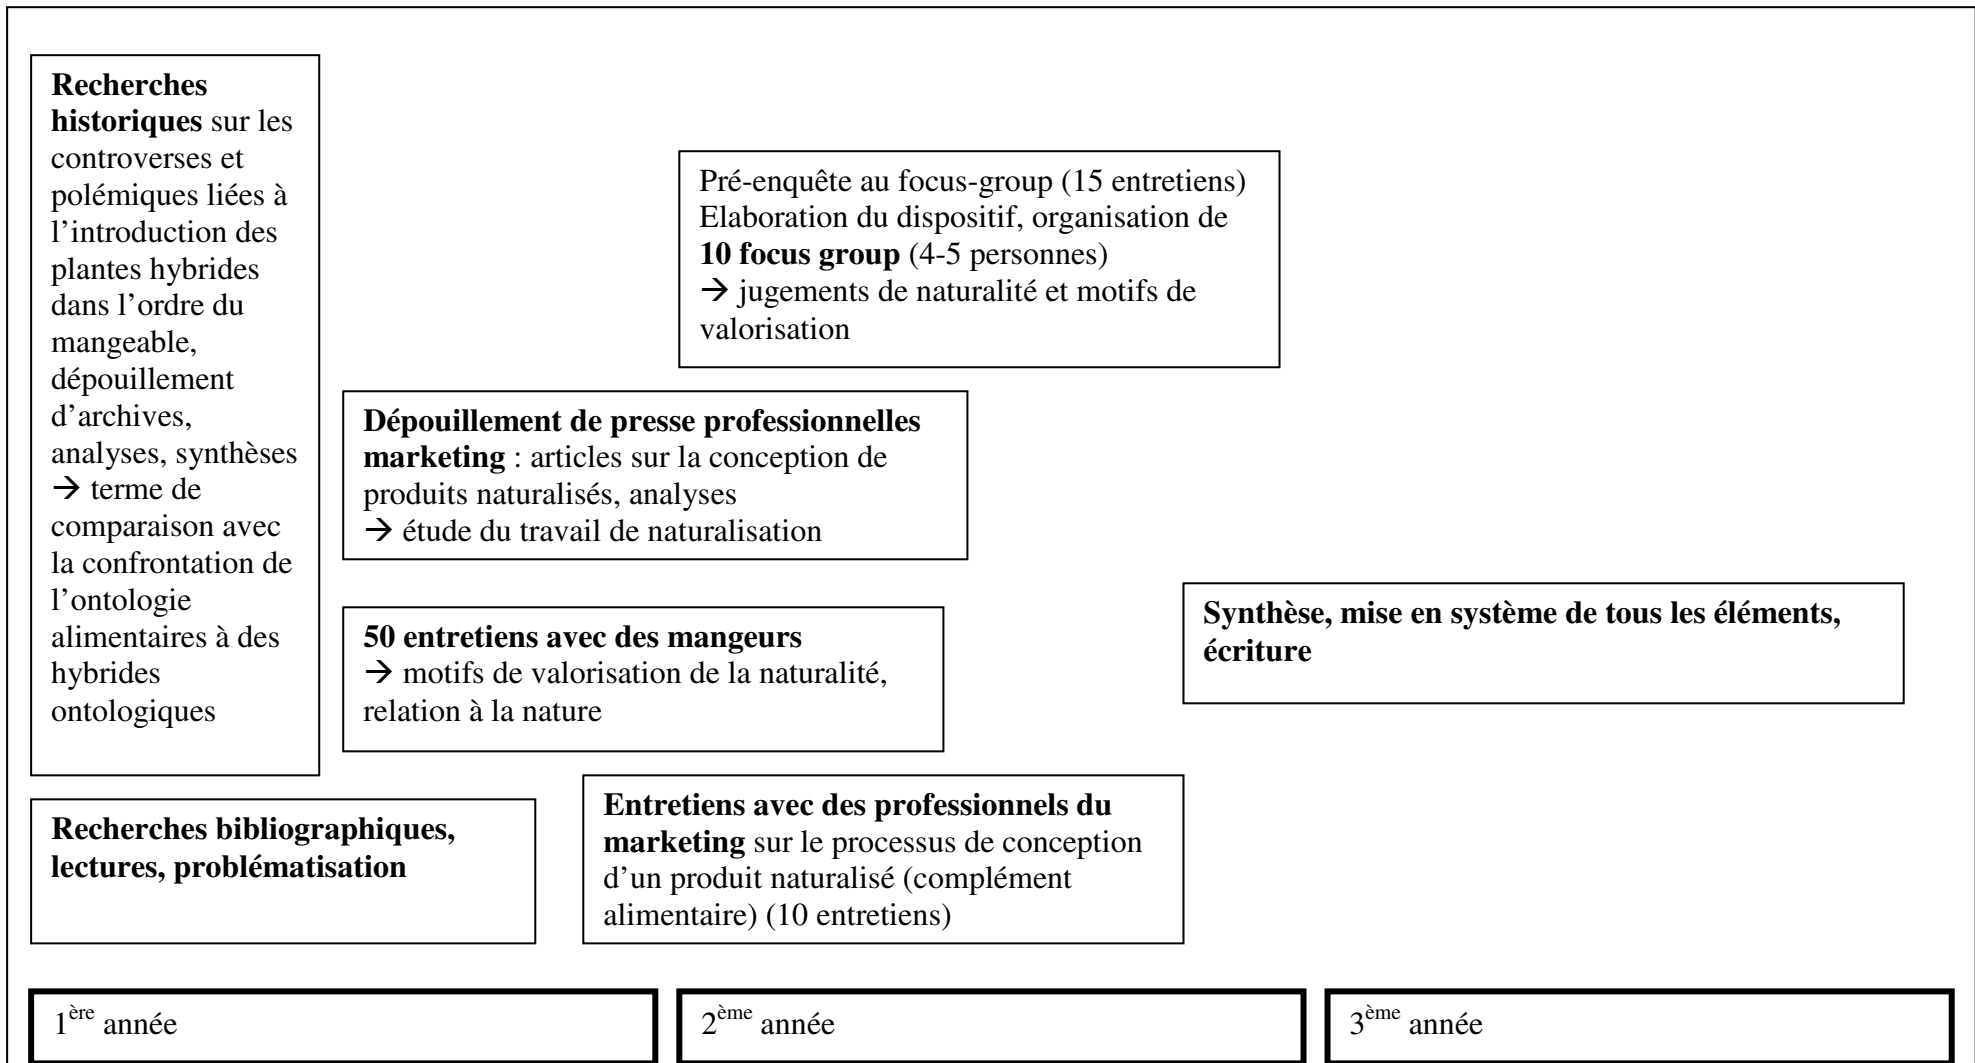 Recherches
historiques sur les
controverses et
polémiques liées à
l’introduction des
plantes hybrides
dans l’ordre du
mangeable,
dépouillement
d’archives,
analyses, synthèses
→ terme de
comparaison avec
la confrontation de
l’ontologie
alimentaires à des
hybrides
ontologiques
Pré-enquête au focus-group (15 entretiens)
Elaboration du dispositif, organisation de
10 focus group (4-5 personnes)
→ jugements de naturalité et motifs de
valorisation
Dépouillement de presse professionnelles
marketing : articles sur la conception de
produits naturalisés, analyses
→ étude du travail de naturalisation
50 entretiens avec des mangeurs
→ motifs de valorisation de la naturalité,
relation à la nature
Synthèse, mise en système de tous les éléments,
écriture
Recherches bibliographiques,
lectures, problématisation
Entretiens avec des professionnels du
marketing sur le processus de conception
d’un produit naturalisé (complément
alimentaire) (10 entretiens)
1ère année
2ème année
3ème année